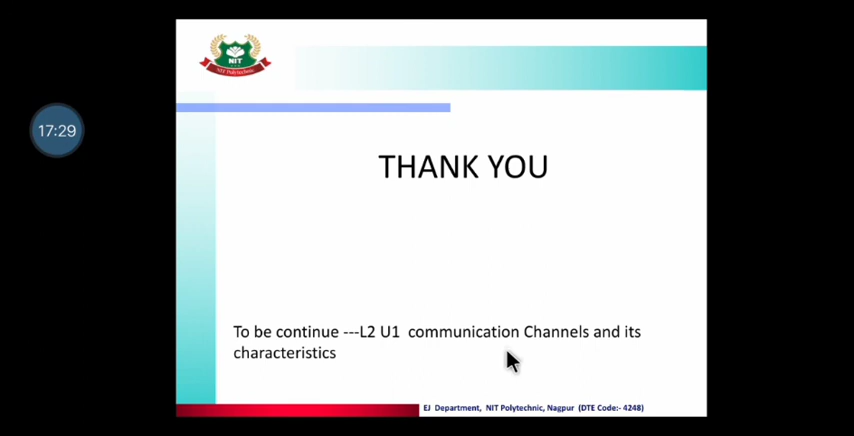 NIT
NIT Polytechnic
17:29
THANK YOU
To be continue ---L2 U1 communication Channels and its
characteristics
EJ Department, NIT Polytechnic, Nagpur (DTE Code:- 4248)